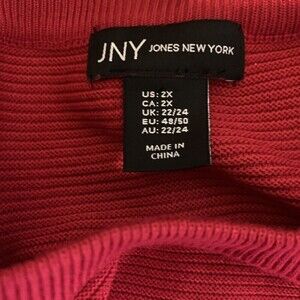 JNY JONES NEW YORK
US: 2X
CA: 2X
UK: 22/24
EU: 48/50
AU: 22/24
MADE IN
CHINA